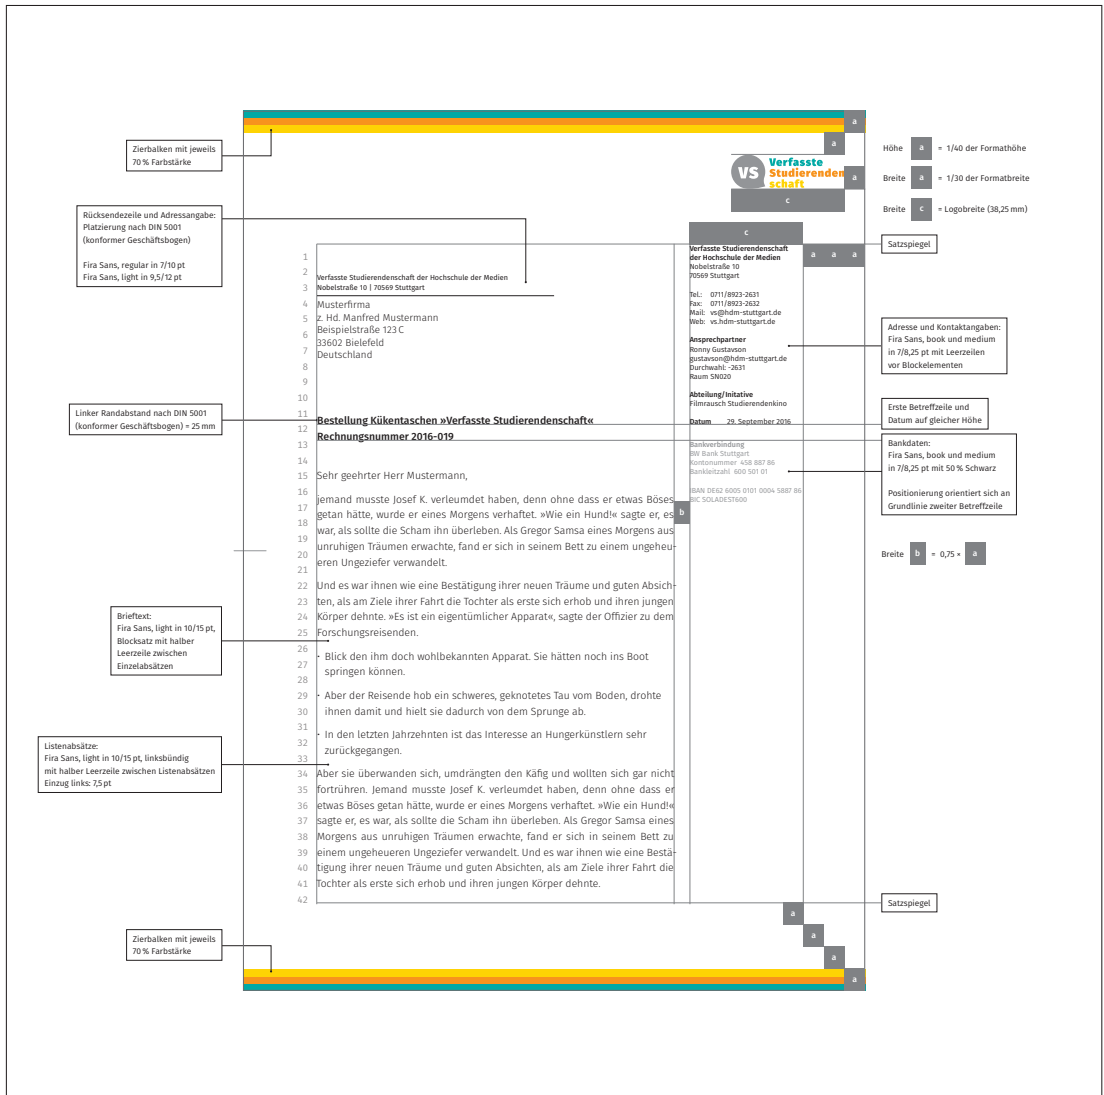 a
Zierbalken mit jeweils
70 % Farbstärke
a
Höhe a = 1/40 der Formathöhe
VS Verfasste
Studierenden
schaft
a
Breite a = 1/30 der Formatbreite
c
Breite c = Logobreite (38,25 mm)
Rücksendezeile und Adressangabe:
Platzierung nach DIN 5001
(konformer Geschäftsbogen)
Fira Sans, regular in 7/10 pt
Fira Sans, light in 9,5/12 pt
c
Satzspiegel
a a a
Verfasste Studierendenschaft
der Hochschule der Medien
Nobelstraße 10
70569 Stuttgart
Tel.: 0711/8923-2631
Fax: 0711/8923-2632
Mail: vs@hdm-stuttgart.de
Web: vs.hdm-stuttgart.de
Ansprechpartner
Ronny Gustavson
gustavson@hdm-stuttgart.de
Durchwahl: -2631
Raum SN020
Abteilung/Initative
Filmrausch Studierendenkino
Datum 29. September 2016
Bankverbindung
BW Bank Stuttgart
Kontonummer 458 887 86
Bankleitzahl 600 501 01
IBAN DE62 6005 0101 0004 5887 86
BIC SOLADEST600
Adresse und Kontaktangaben:
Fira Sans, book und medium
in 7/8,25 pt mit Leerzeilen
vor Blockelementen
Erste Betreffzeile und
Datum auf gleicher Höhe
Bankdaten:
Fira Sans, book und medium
in 7/8,25 pt mit 50 % Schwarz
Positionierung orientiert sich an
Grundlinie zweiter Betreffzeile
b
Breite b = 0,75 × a
1
2
3
4
5
6
7
8
9
10
11
12
13
14
15
16
17
18
19
20
21
22
23
24
25
26
27
28
29
30
31
32
33
34
35
36
37
38
39
40
41
42
Verfasste Studierendenschaft der Hochschule der Medien
Nobelstraße 10 | 70569 Stuttgart
Musterfirma
z. Hd. Manfred Mustermann
Beispielstraße 123 C
33602 Bielefeld
Deutschland
Linker Randabstand nach DIN 5001
(konformer Geschäftsbogen) = 25 mm
Bestellung Kükentaschen »Verfasste Studierendenschaft«
Rechnungsnummer 2016-019
Sehr geehrter Herr Mustermann,
jemand musste Josef K. verleumdet haben, denn ohne dass er etwas Böses
getan hätte, wurde er eines Morgens verhaftet. »Wie ein Hund!« sagte er, es
war, als sollte die Scham ihn überleben. Als Gregor Samsa eines Morgens aus
unruhigen Träumen erwachte, fand er sich in seinem Bett zu einem ungeheu-
eren Ungeziefer verwandelt.
Und es war ihnen wie eine Bestätigung ihrer neuen Träume und guten Absich-
ten, als am Ziele ihrer Fahrt die Tochter als erste sich erhob und ihren jungen
Körper dehnte. »Es ist ein eigentümlicher Apparat«, sagte der Offizier zu dem
Forschungsreisenden.
· Blick den ihm doch wohlbekannten Apparat. Sie hätten noch ins Boot
springen können.
· Aber der Reisende hob ein schweres, geknotetes Tau vom Boden, drohte
ihnen damit und hielt sie dadurch von dem Sprunge ab.
· In den letzten Jahrzehnten ist das Interesse an Hungerkünstlern sehr
zurückgegangen.
Aber sie überwanden sich, umdrängten den Käfig und wollten sich gar nicht
fortrühren. Jemand musste Josef K. verleumdet haben, denn ohne dass er
etwas Böses getan hätte, wurde er eines Morgens verhaftet. »Wie ein Hund!«
sagte er, es war, als sollte die Scham ihn überleben. Als Gregor Samsa eines
Morgens aus unruhigen Träumen erwachte, fand er sich in seinem Bett zu
einem ungeheueren Ungeziefer verwandelt. Und es war ihnen wie eine Bestä-
tigung ihrer neuen Träume und guten Absichten, als am Ziele ihrer Fahrt die
Tochter als erste sich erhob und ihren jungen Körper dehnte.
Brieftext:
Fira Sans, light in 10/15 pt,
Blocksatz mit halber
Leerzeile zwischen
Einzelabsätzen
Listenabsätze:
Fira Sans, light in 10/15 pt, linksbündig
mit halber Leerzeile zwischen Listenabsätzen
Einzug links: 7,5 pt
Satzspiegel
a
a
a
Zierbalken mit jeweils
70 % Farbstärke
a